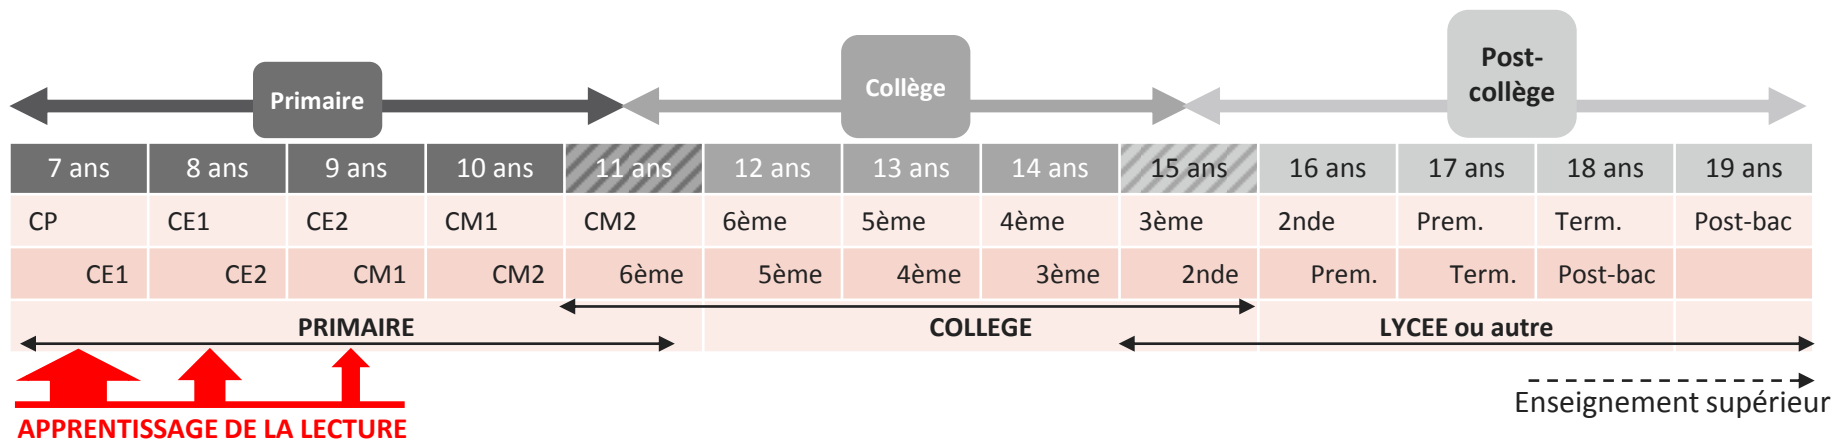 Primaire
Collège
Post-
collège
7 ans 8 ans 9 ans 10 ans 11 ans 12 ans 13 ans 14 ans 15 ans 16 ans 17 ans 18 ans 19 ans
CP CE1 CE2 CM1 CM2 6ème 5ème 4ème 3ème 2nde Prem. Term. Post-bac
CE1 CE2 CM1 CM2 6ème 5ème 4ème 3ème 2nde Prem. Term. Post-bac
PRIMAIRE COLLEGE LYCEE ou autre
Enseignement supérieur
APPRENTISSAGE DE LA LECTURE